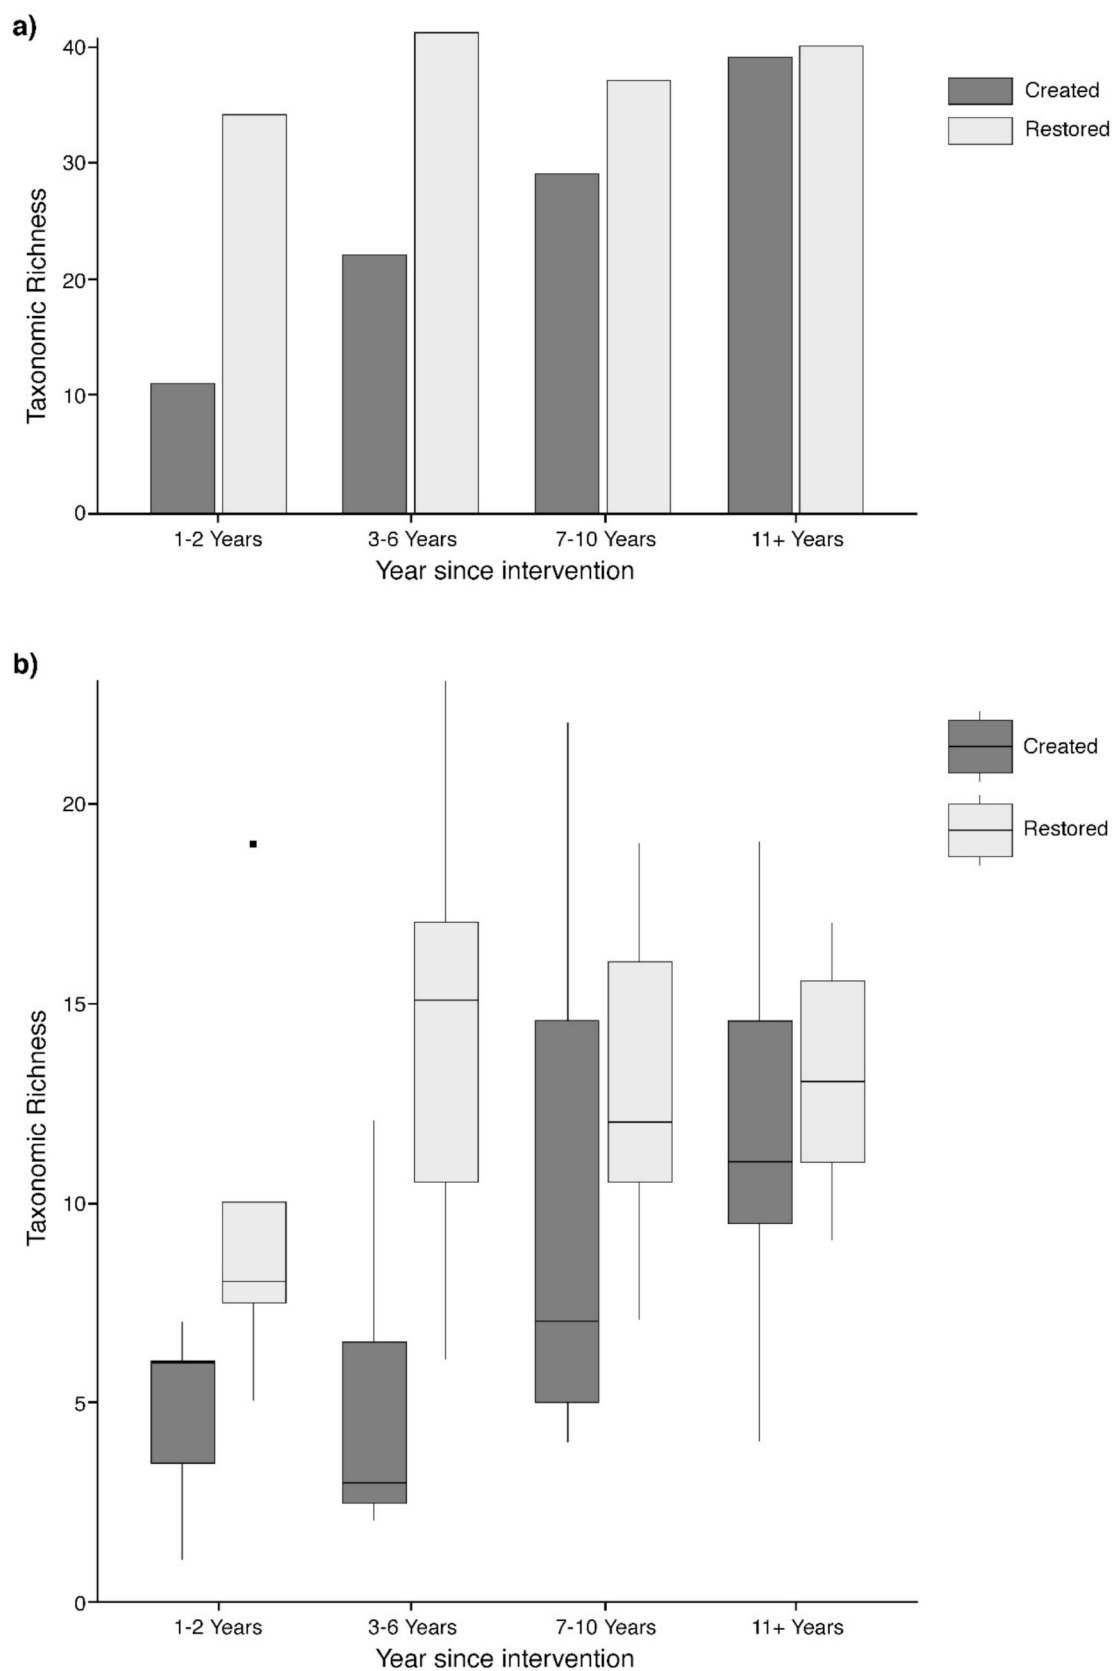 a)
40
30
20
10
0
Taxonomic Richness
1-2 Years
3-6 Years
7-10 Years
11+ Years
Year since intervention
Created
Restored
b)
20
15
10
5
0
Taxonomic Richness
1-2 Years
3-6 Years
7-10 Years
11+ Years
Year since intervention
Created
Restored